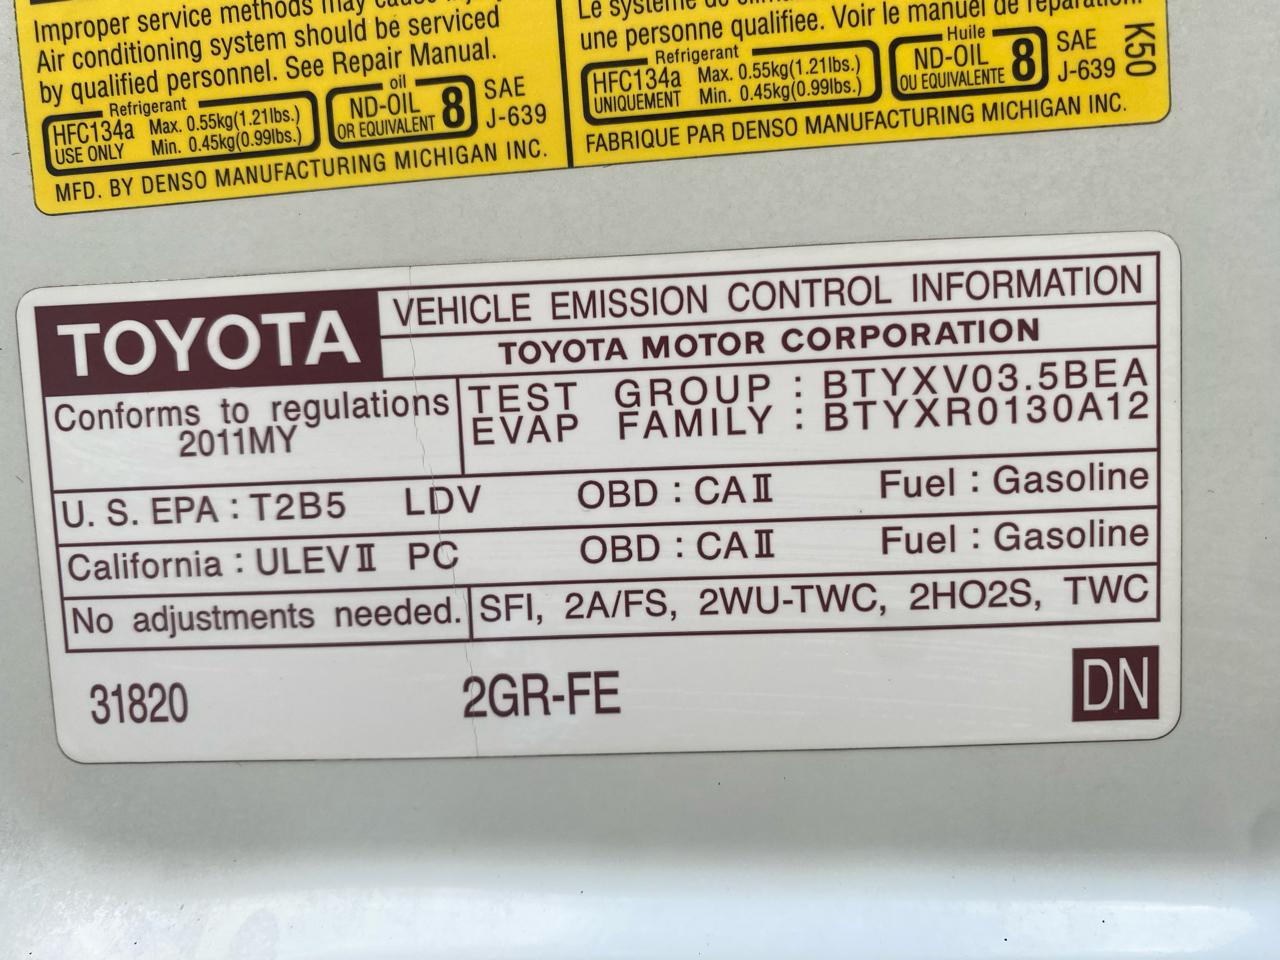 Improper service methods may cause
Air conditioning system should be serviced
by qualified personnel. See Repair Manual.
Refrigerant
HFC134a
USE ONLY
Max. 0.55kg(1.21lbs.)
Min. 0.45kg(0.99lbs.)
oil
ND-OIL 8
OR EQUIVALENT
SAE
J-639
MFD. BY DENSO MANUFACTURING MICHIGAN INC.
Le système de
une personne qualifiee. Voir le manuel de réparation.
Refrigerant
HFC134a
UNIQUEMENT
Max. 0.55kg(1.21lbs.)
Min. 0.45kg(0.99lbs.)
Huile
ND-OIL 8
OU EQUIVALENTE
SAE
J-639
K50
FABRIQUE PAR DENSO MANUFACTURING MICHIGAN INC.
TOYOTA
VEHICLE EMISSION CONTROL INFORMATION
TOYOTA MOTOR CORPORATION
Conforms to regulations
2011MY
TEST GROUP : BTYXV03.5BEA
EVAP FAMILY : BTYXR0130A12
U. S. EPA : T2B5 LDV OBD : CAⅡ Fuel : Gasoline
California : ULEVⅡ PC OBD : CAⅡ Fuel : Gasoline
No adjustments needed. SFI, 2A/FS, 2WU-TWC, 2HO2S, TWC
31820 2GR-FE DN